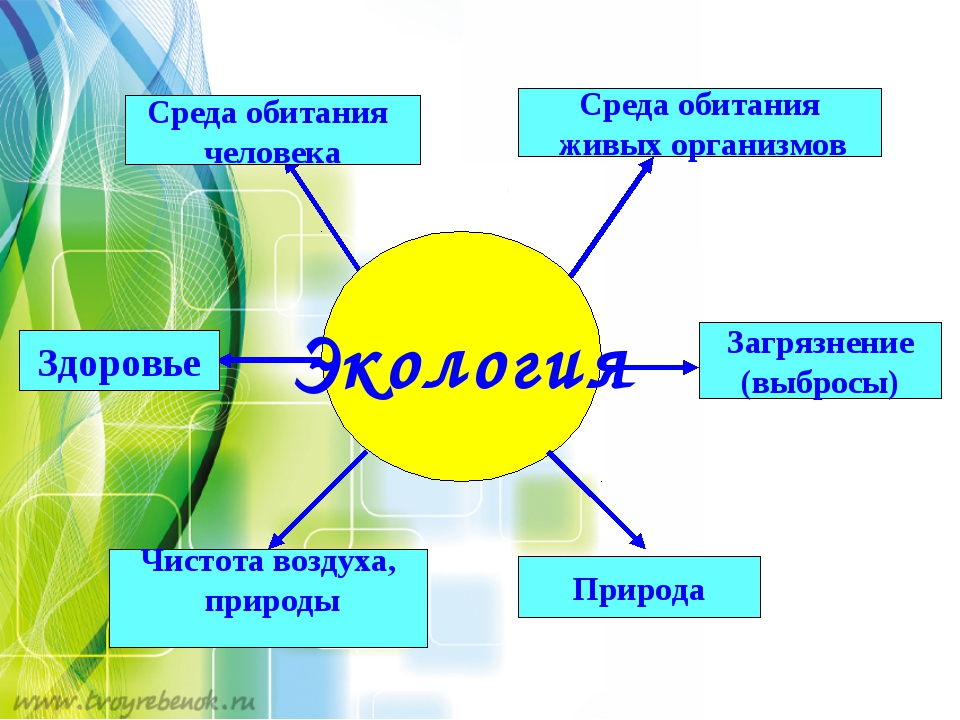 Среда обитания
человека
Среда обитания
живых организмов
Здоровье
Экология
Загрязнение
(выбросы)
Чистота воздуха,
природы
Природа
www.tvoyrebenok.ru